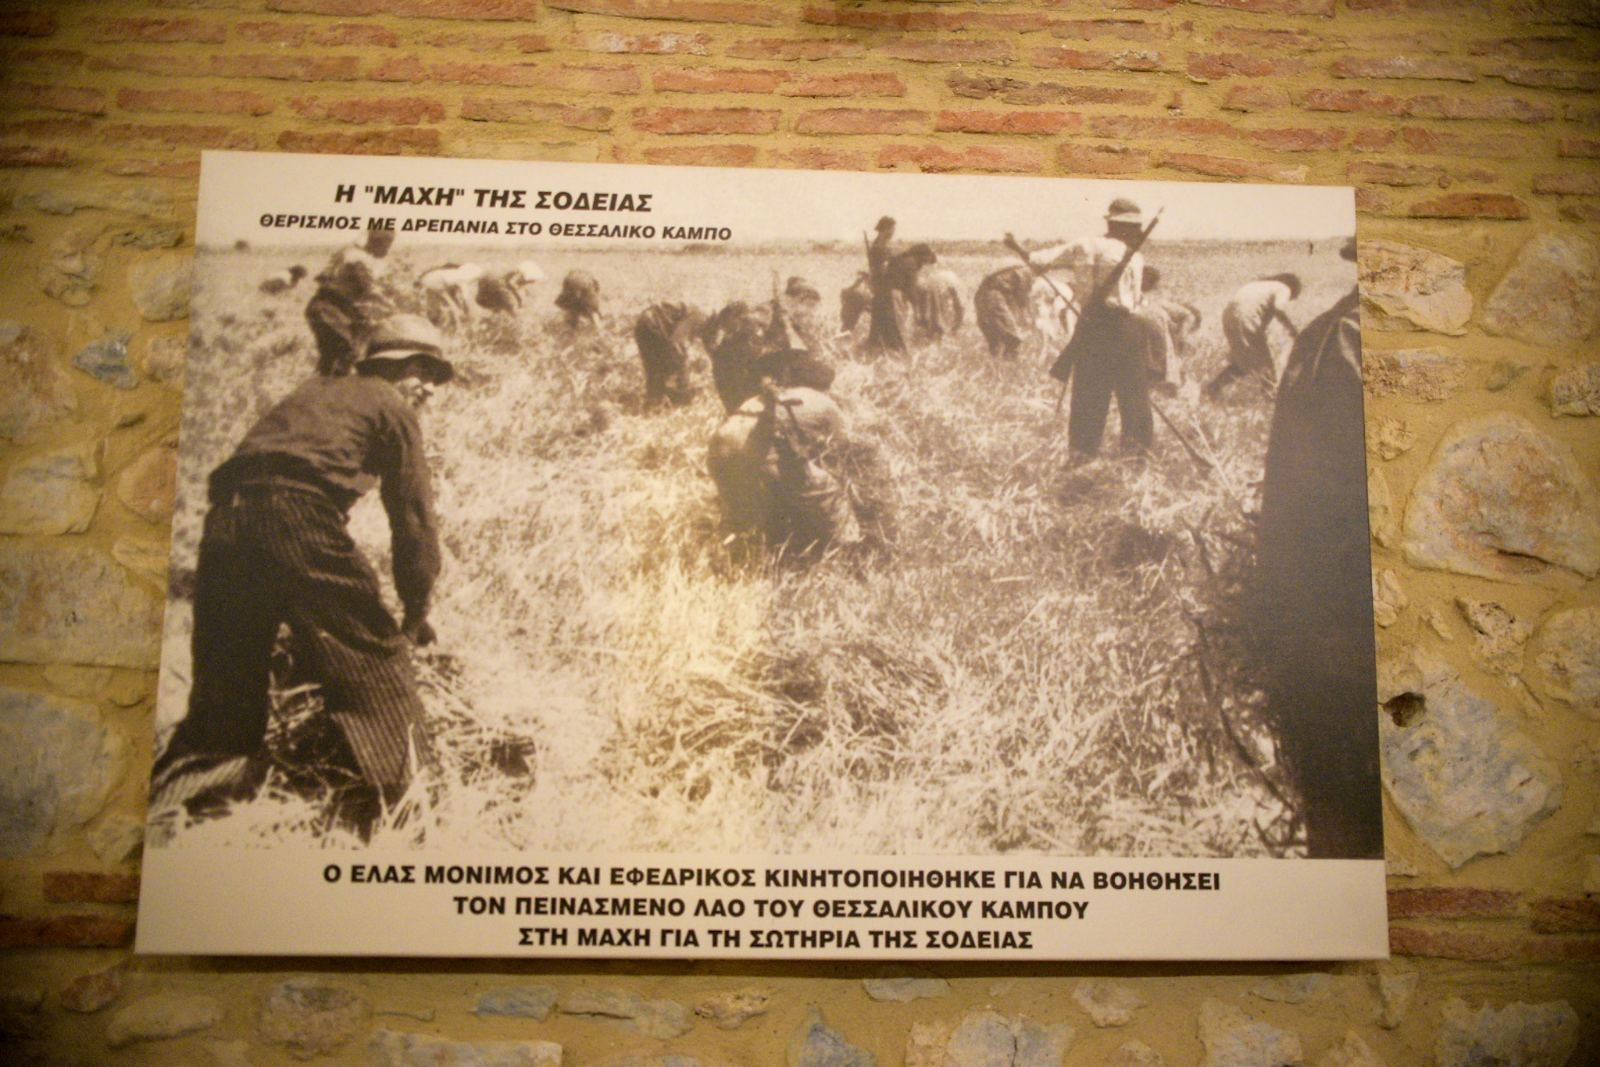 Η "ΜΑΧΗ" ΤΗΣ ΣΟΔΕΙΑΣ
ΘΕΡΙΣΜΟΣ ΜΕ ΔΡΕΠΑΝΙΑ ΣΤΟ ΘΕΣΣΑΛΙΚΟ ΚΑΜΠΟ
Ο ΕΛΑΣ ΜΟΝΙΜΟΣ ΚΑΙ ΕΦΕΔΡΙΚΟΣ ΚΙΝΗΤΟΠΟΙΗΘΗΚΕ ΓΙΑ ΝΑ ΒΟΗΘΗΣΕΙ
ΤΟΝ ΠΕΙΝΑΣΜΕΝΟ ΛΑΟ ΤΟΥ ΘΕΣΣΑΛΙΚΟΥ ΚΑΜΠΟΥ
ΣΤΗ ΜΑΧΗ ΓΙΑ ΤΗ ΣΩΤΗΡΙΑ ΤΗΣ ΣΟΔΕΙΑΣ